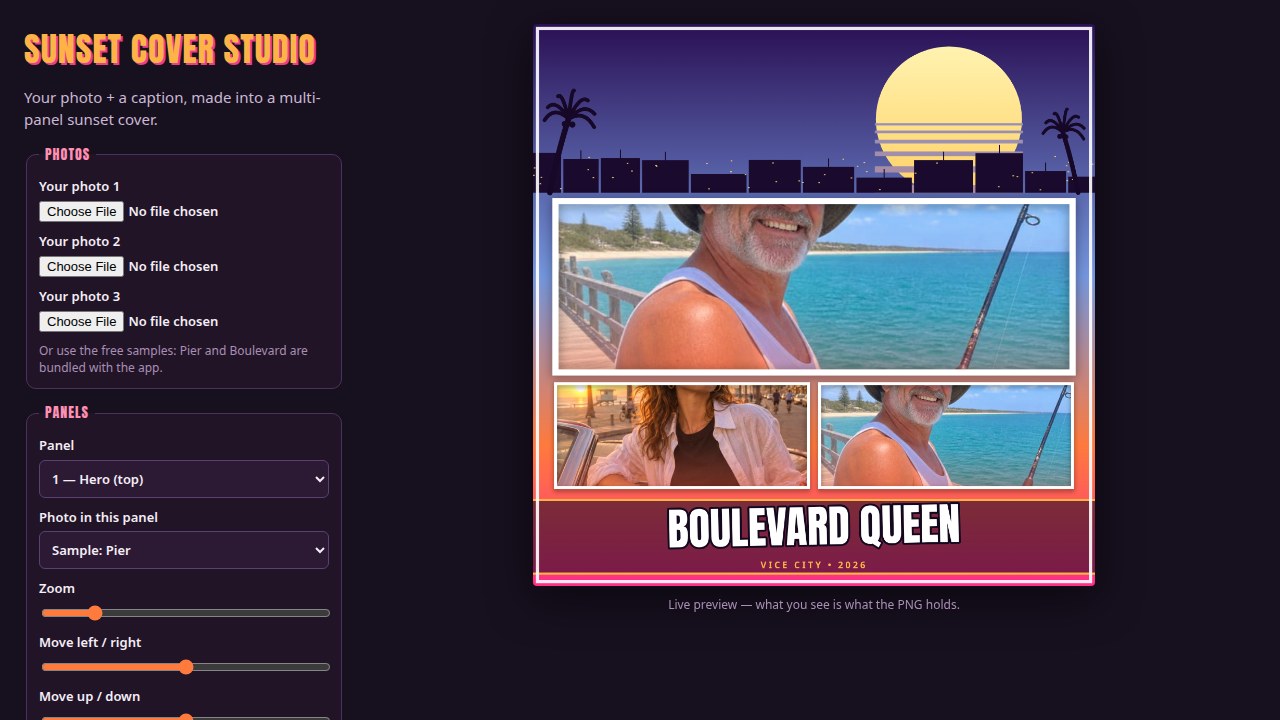 SUNSET COVER STUDIO
Your photo + a caption, made into a multi-
panel sunset cover.
PHOTOS
Your photo 1
Choose File No file chosen
Your photo 2
Choose File No file chosen
Your photo 3
Choose File No file chosen
Or use the free samples: Pier and Boulevard are
bundled with the app.
PANELS
Panel
1 — Hero (top)
Photo in this panel
Sample: Pier
Zoom
Move left / right
Move up / down
BOULEVARD QUEEN
VICE CITY • 2026
Live preview — what you see is what the PNG holds.